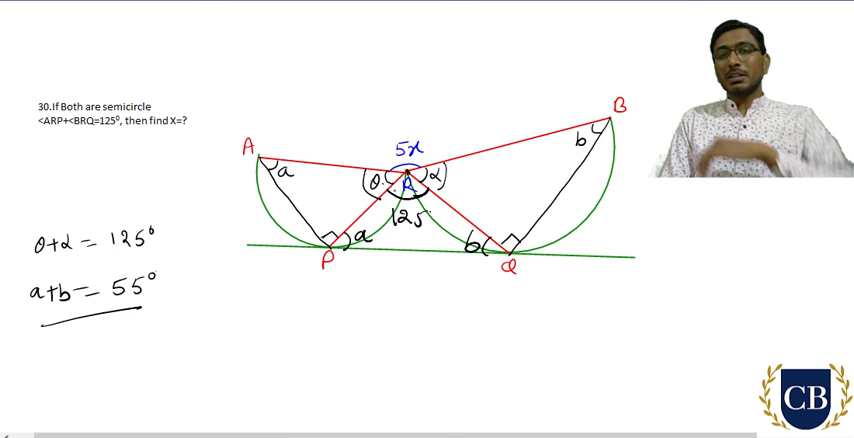 30.If Both are semicircle
<ARP+<BRQ=125⁰, then find X=?
A
B
5x
b
a
θ
α
R
125
a
b
P
Q
θ+α = 125°
a+b = 55°
CB